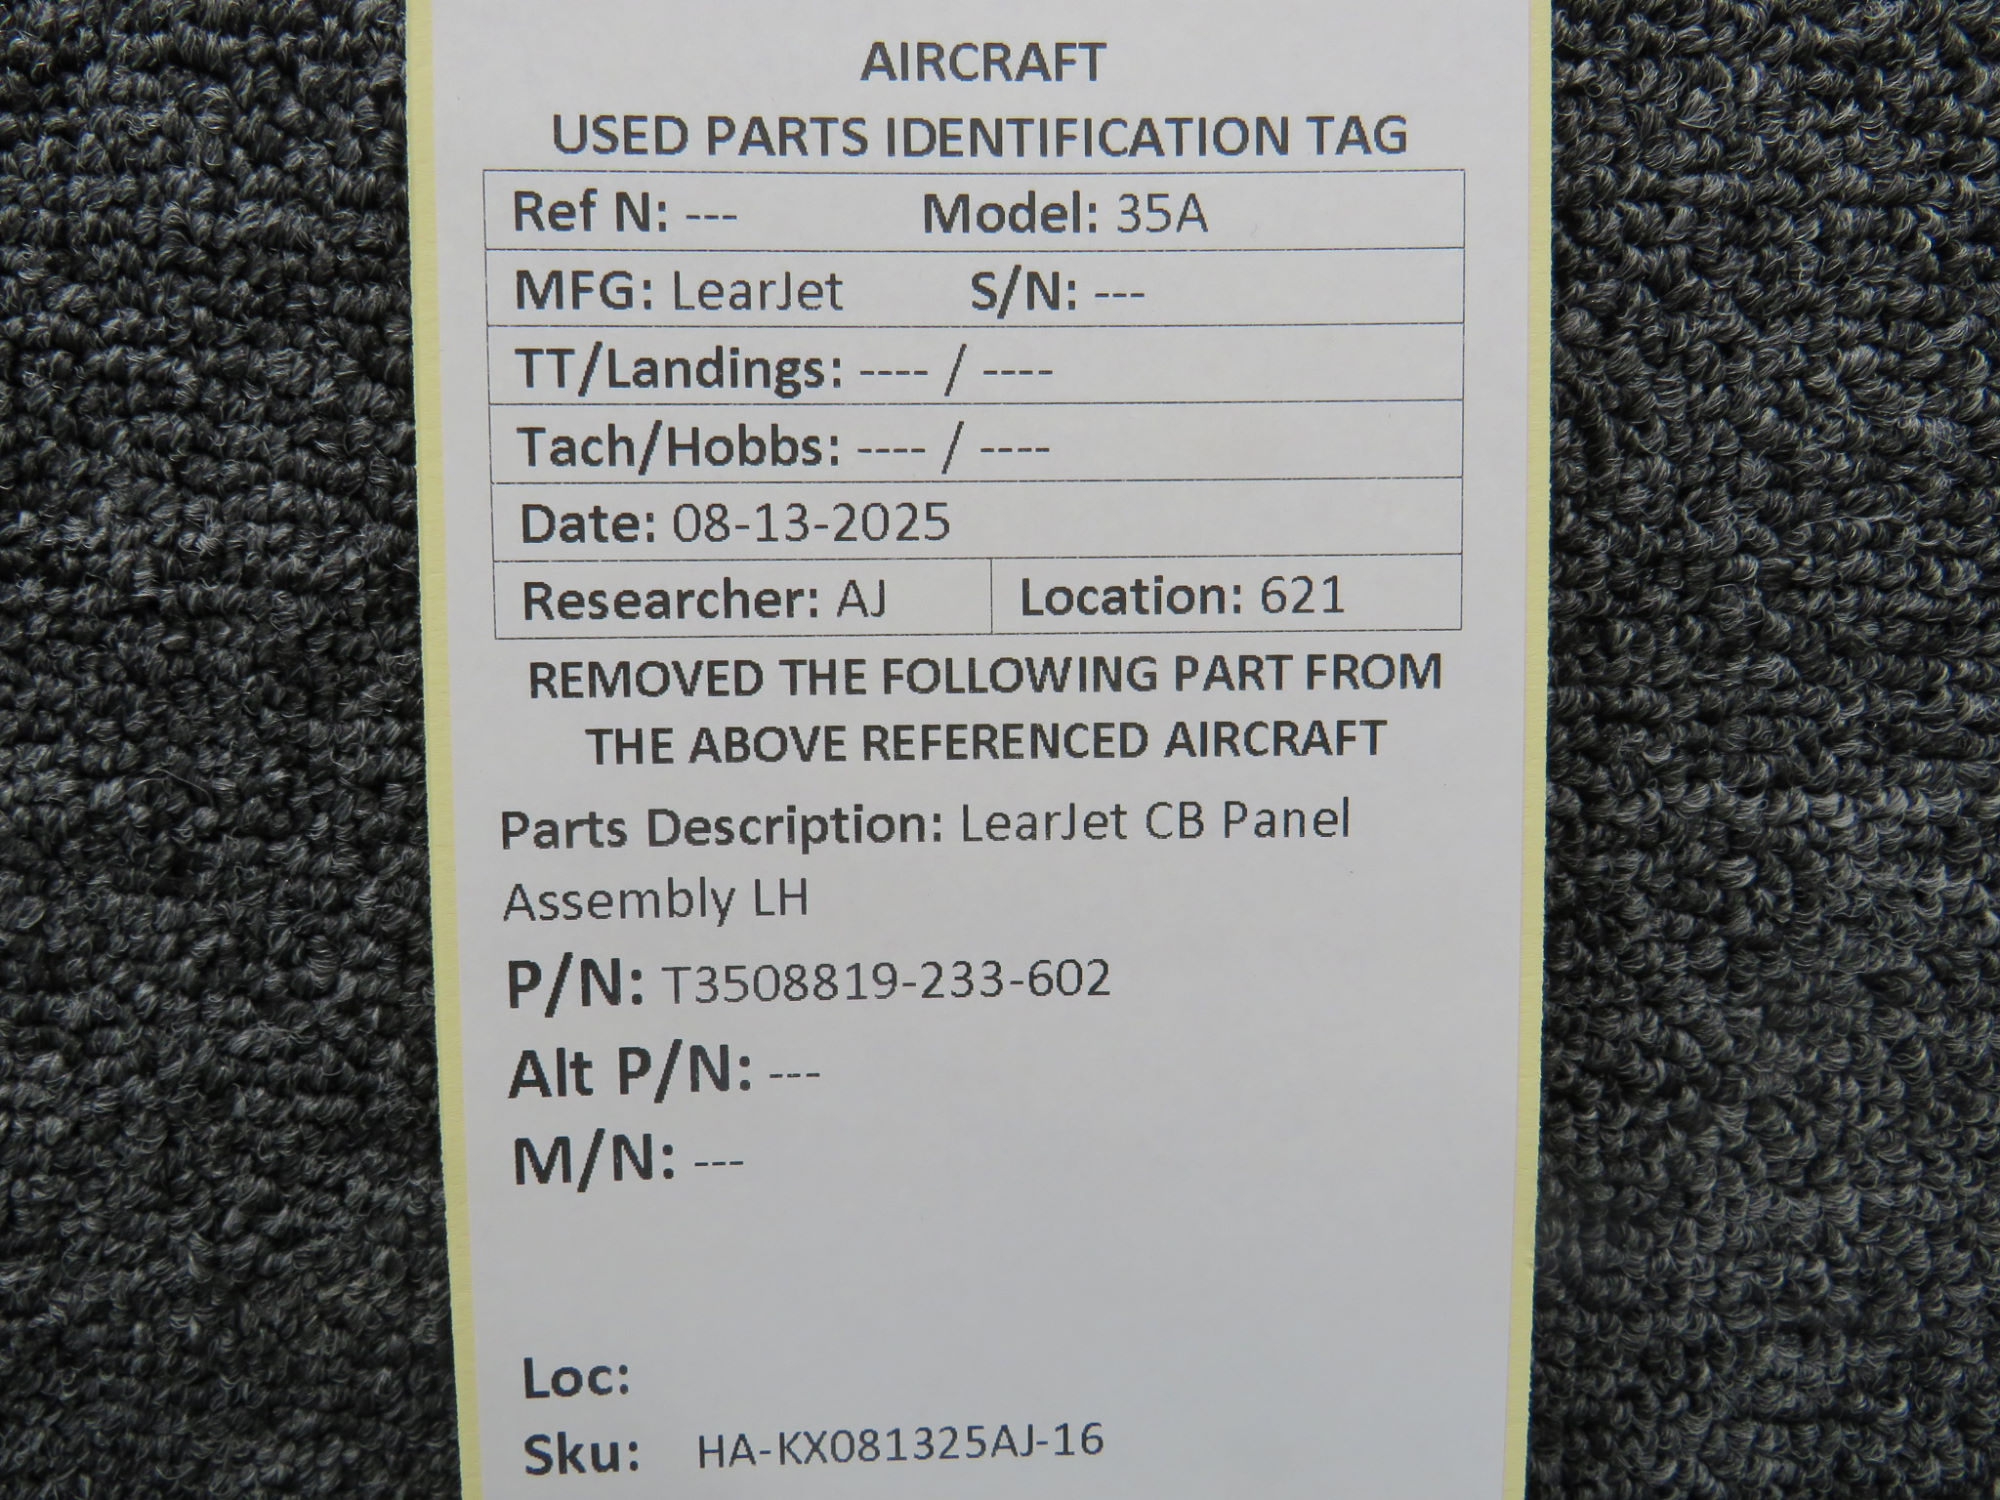 AIRCRAFT
USED PARTS IDENTIFICATION TAG
Ref N: --- Model: 35A
MFG: LearJet S/N: ---
TT/Landings: ---- / ----
Tach/Hobbs: ---- / ----
Date: 08-13-2025
Researcher: AJ Location: 621
REMOVED THE FOLLOWING PART FROM
THE ABOVE REFERENCED AIRCRAFT
Parts Description: LearJet CB Panel
Assembly LH
P/N: T3508819-233-602
Alt P/N: ---
M/N: ---
Loc:
Sku: HA-KX081325AJ-16